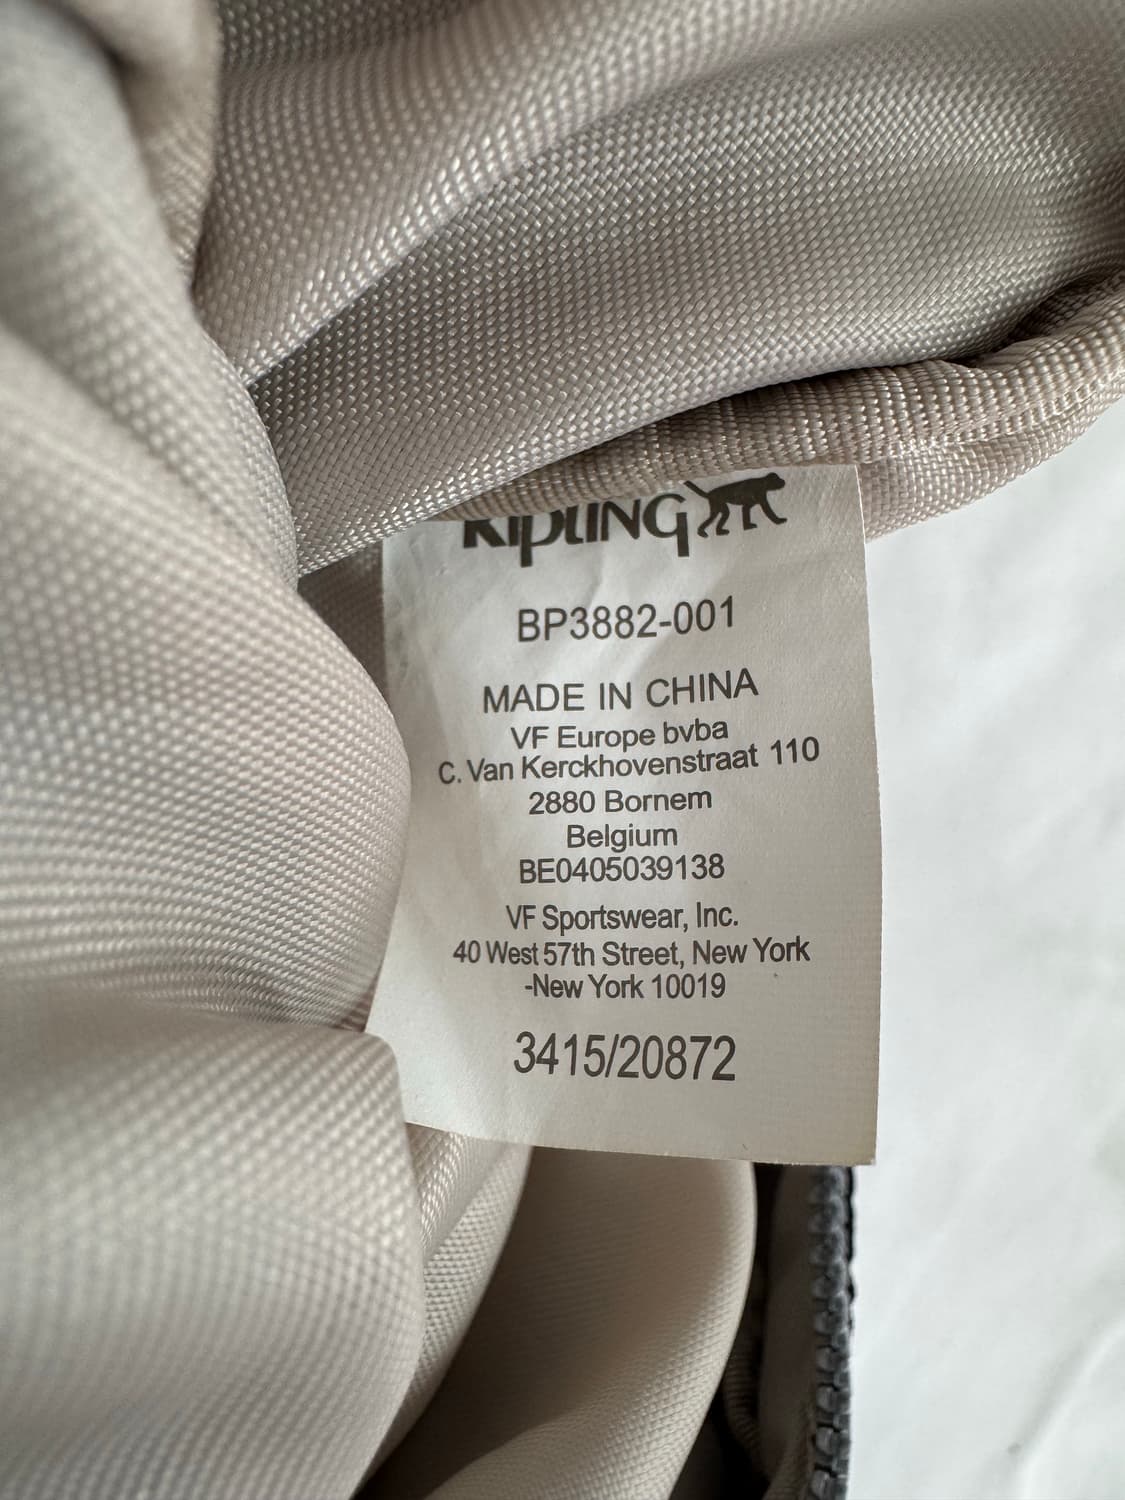 KIPLING
BP3882-001
MADE IN CHINA
VF Europe bvba
C. Van Kerckhovenstraat 110
2880 Bornem
Belgium
BE0405039138
VF Sportswear, Inc.
40 West 57th Street, New York
-New York 10019
3415/20872